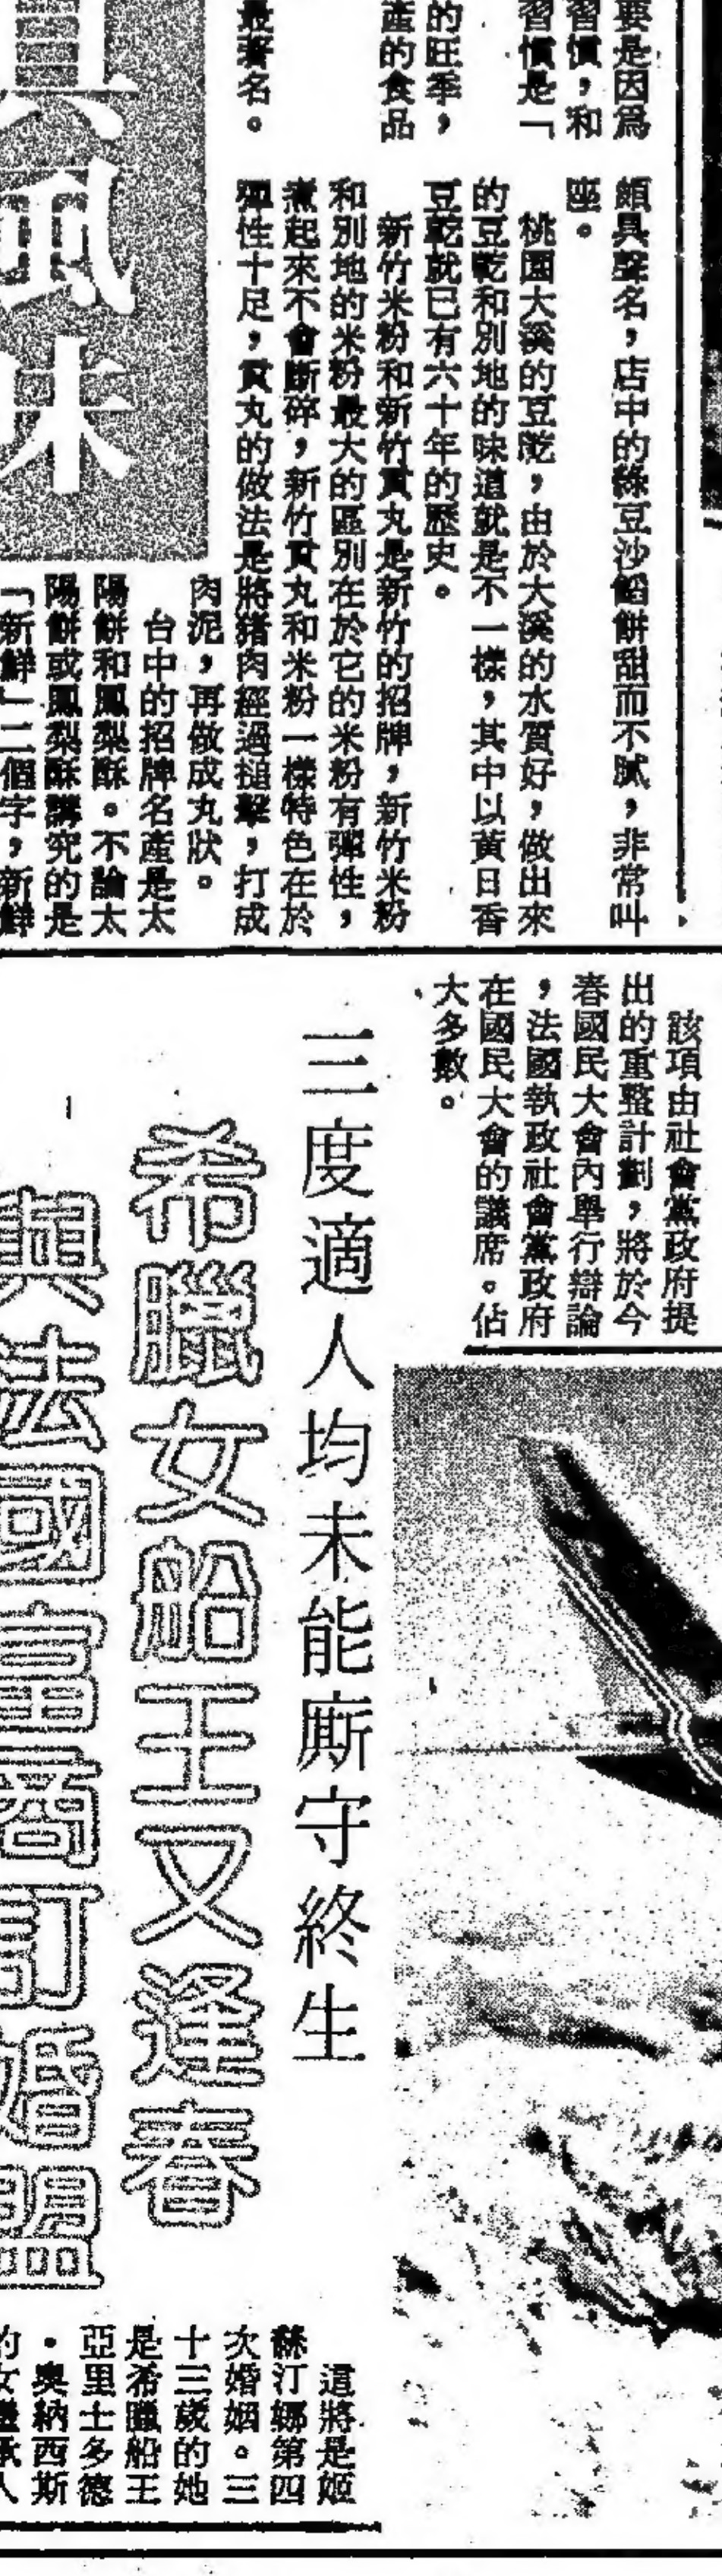 要是因為
習慣，和
習慣是「
的旺季，
產的食品
最著名。
具風味
頗具盛名，店中的綠豆沙餡餅甜而不膩，非常叫
座。
桃園大溪的豆乾，由於大溪的水質好，做出來
的豆乾和別地的味道就是不一樣，其中以黃日香
豆乾就已有六十年的歷史。
新竹米粉和新竹貢丸是新竹的招牌，新竹米粉
和別地的米粉最大的區別在於它的米粉有彈性，
煮起來不會斷碎，新竹貢丸和米粉一樣特色在於
彈性十足，貢丸的做法是將豬肉經過搥擊，打成
肉泥，再做成丸狀。
台中的招牌名產是太
陽餅和鳳梨酥。不論太
陽餅或鳳梨酥講究的是
「新鮮」二個字，新鮮
該項由社會黨政府提
出的重整計劃，將於今
春國民大會內舉行辯論
，法國執政社會黨政府
在國民大會的議席。佔
大多數。
三度適人均未能廝守終生
希臘女船王又逢春
與法國富商訂婚盟
這將是姬
絲汀娜第四
次婚姻。三
十三歲的她
是希臘船王
亞里士多德
・奧納西斯
的女繼承人